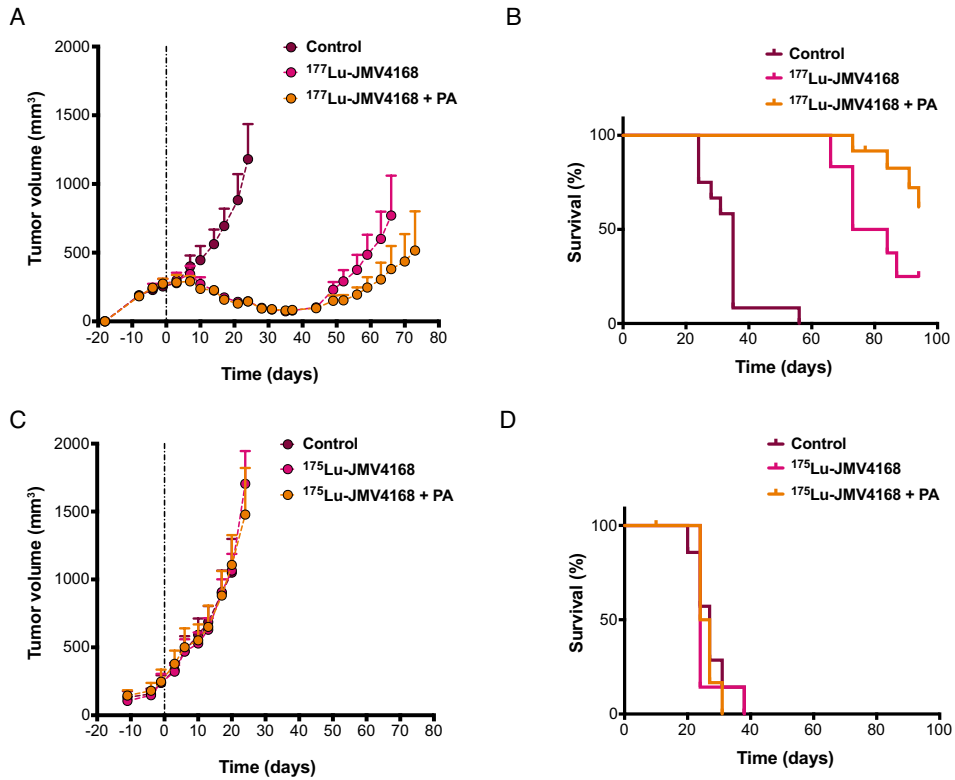 A
Tumor volume (mm³)
2000
1500
1000
500
0
-20 -10 0 10 20 30 40 50 60 70 80
Time (days)
Control
¹⁷⁷Lu-JMV4168
¹⁷⁷Lu-JMV4168 + PA
B
Control
¹⁷⁷Lu-JMV4168
¹⁷⁷Lu-JMV4168 + PA
Survival (%)
100
50
0
0 20 40 60 80 100
Time (days)
C
Tumor volume (mm³)
2000
1500
1000
500
0
-20 -10 0 10 20 30 40 50 60 70 80
Time (days)
Control
¹⁷⁵Lu-JMV4168
¹⁷⁵Lu-JMV4168 + PA
D
Control
¹⁷⁵Lu-JMV4168
¹⁷⁵Lu-JMV4168 + PA
Survival (%)
100
50
0
0 20 40 60 80 100
Time (days)